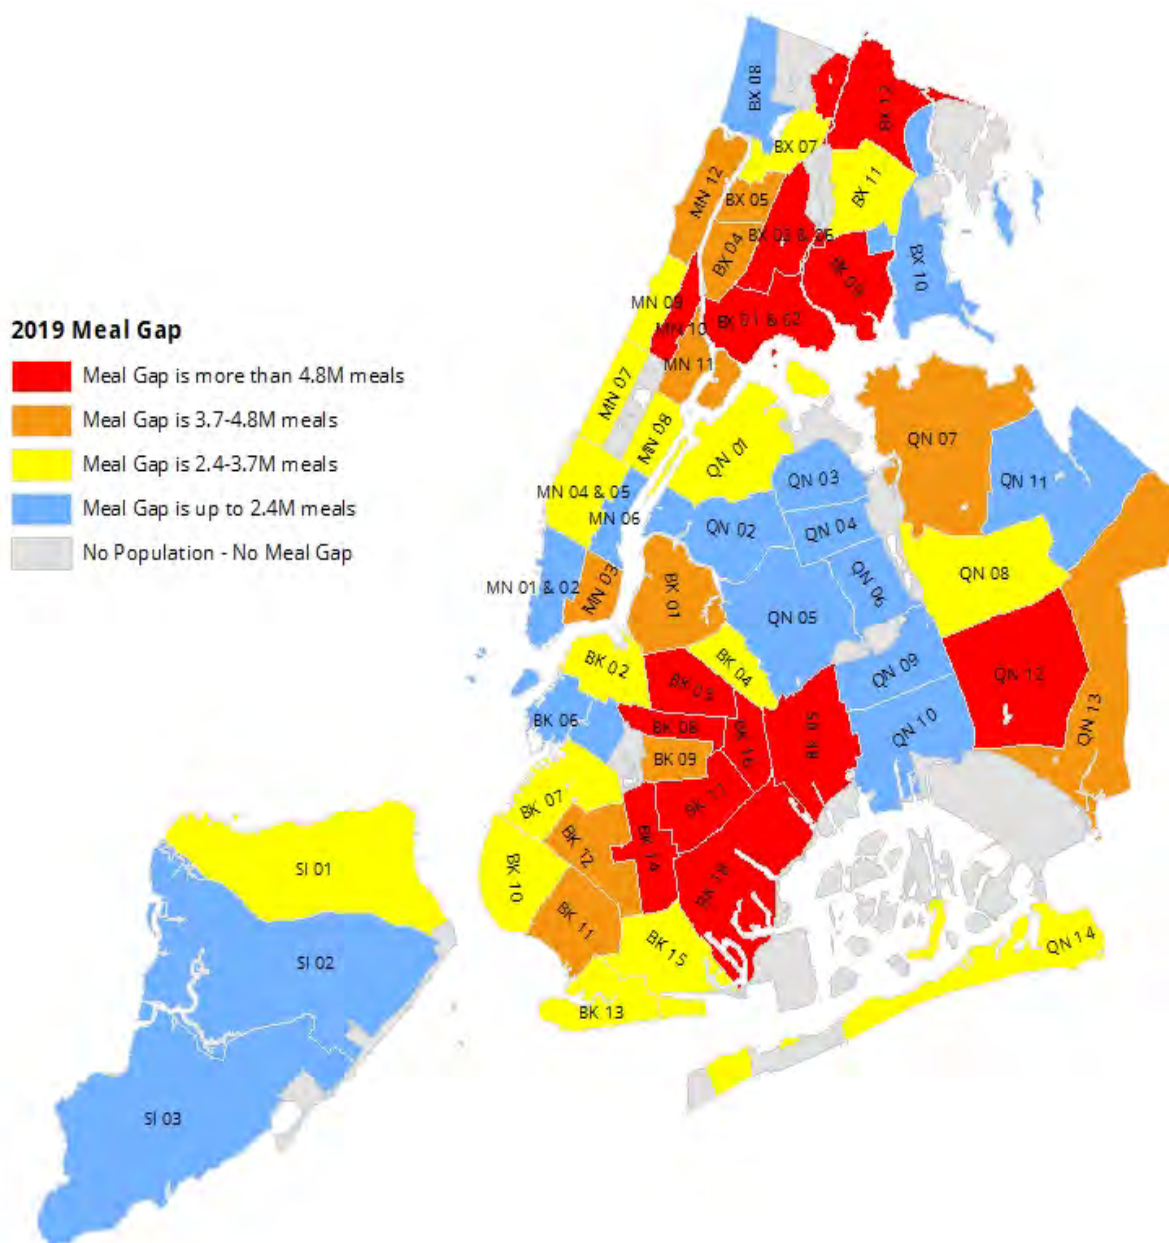 2019 Meal Gap
Meal Gap is more than 4.8M meals
Meal Gap is 3.7-4.8M meals
Meal Gap is 2.4-3.7M meals
Meal Gap is up to 2.4M meals
No Population - No Meal Gap
BX 08
BX 12
BX 07
MN 12
BX 11
BX 05
BX 04
BX 03 & 06
BX 09
BX 10
MN 09
MN 10
BX 01 & 02
MN 11
MN 07
MN 08
QN 01
QN 07
QN 03
QN 11
MN 04 & 05
MN 06
QN 02
QN 04
QN 08
MN 01 & 02
MN 03
BK 01
QN 06
QN 05
BK 02
BK 04
QN 09
BK 03
QN 12
BK 06
BK 08
BK 16
BK 05
QN 10
QN 13
BK 09
BK 07
BK 17
BK 12
BK 14
BK 10
BK 18
SI 01
BK 11
BK 15
QN 14
SI 02
BK 13
SI 03